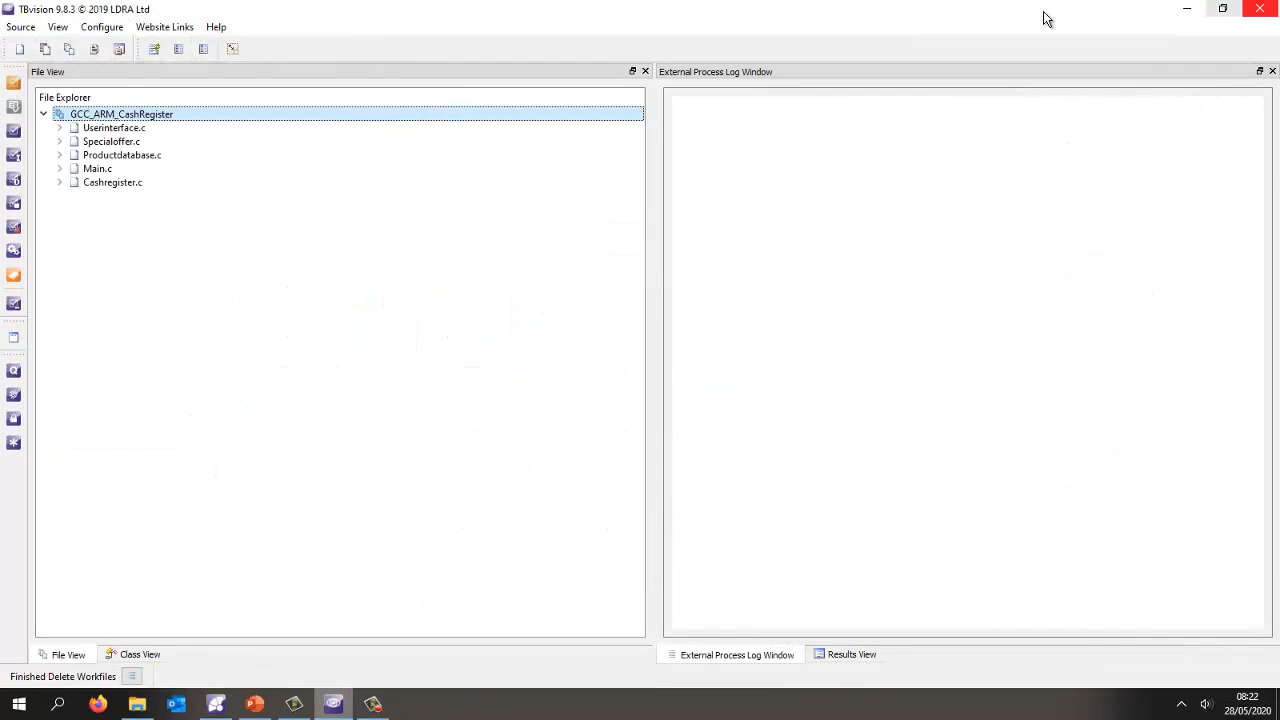 TBvision 9.8.3 © 2019 LDRA Ltd
Source View Configure Website Links Help
File View
External Process Log Window
File Explorer
GCC_ARM_CashRegister
Userinterface.c
Specialoffer.c
Productdatabase.c
Main.c
Cashregister.c
File View Class View
External Process Log Window Results View
Finished Delete Workfiles
08:22
28/05/2020